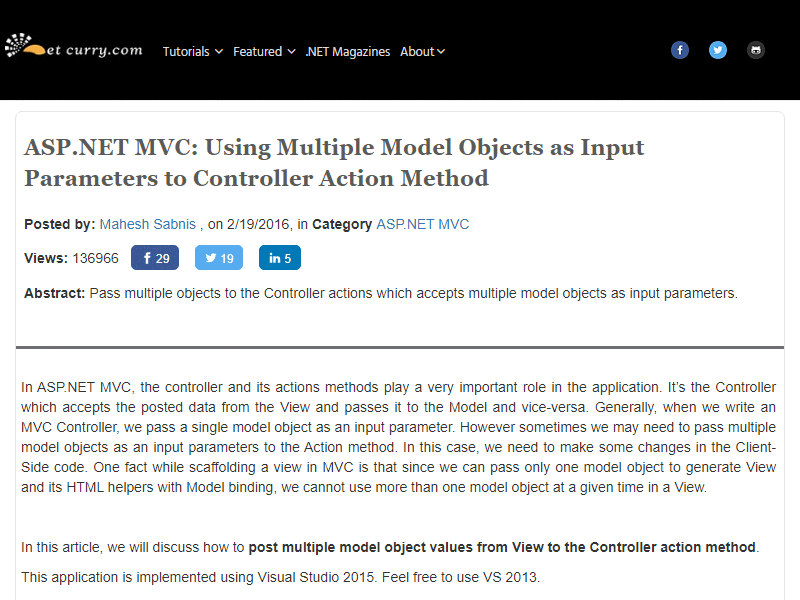 et curry.com
Tutorials Featured .NET Magazines About
ASP.NET MVC: Using Multiple Model Objects as Input
Parameters to Controller Action Method
Posted by: Mahesh Sabnis , on 2/19/2016, in Category ASP.NET MVC
Views: 136966 f 29 19 in 5
Abstract: Pass multiple objects to the Controller actions which accepts multiple model objects as input parameters.
In ASP.NET MVC, the controller and its actions methods play a very important role in the application. It's the Controller
which accepts the posted data from the View and passes it to the Model and vice-versa. Generally, when we write an
MVC Controller, we pass a single model object as an input parameter. However sometimes we may need to pass multiple
model objects as an input parameters to the Action method. In this case, we need to make some changes in the Client-
Side code. One fact while scaffolding a view in MVC is that since we can pass only one model object to generate View
and its HTML helpers with Model binding, we cannot use more than one model object at a given time in a View.
In this article, we will discuss how to post multiple model object values from View to the Controller action method.
This application is implemented using Visual Studio 2015. Feel free to use VS 2013.